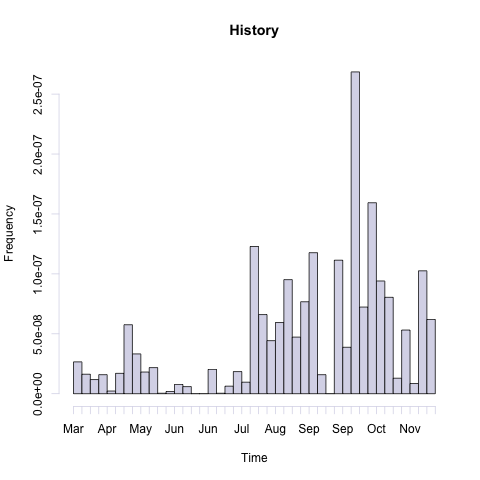 History
Frequency
2.5e-07
2.0e-07
1.5e-07
1.0e-07
5.0e-08
0.0e+00
Mar Apr May Jun Jun Jul Aug Sep Sep Oct Nov
Time